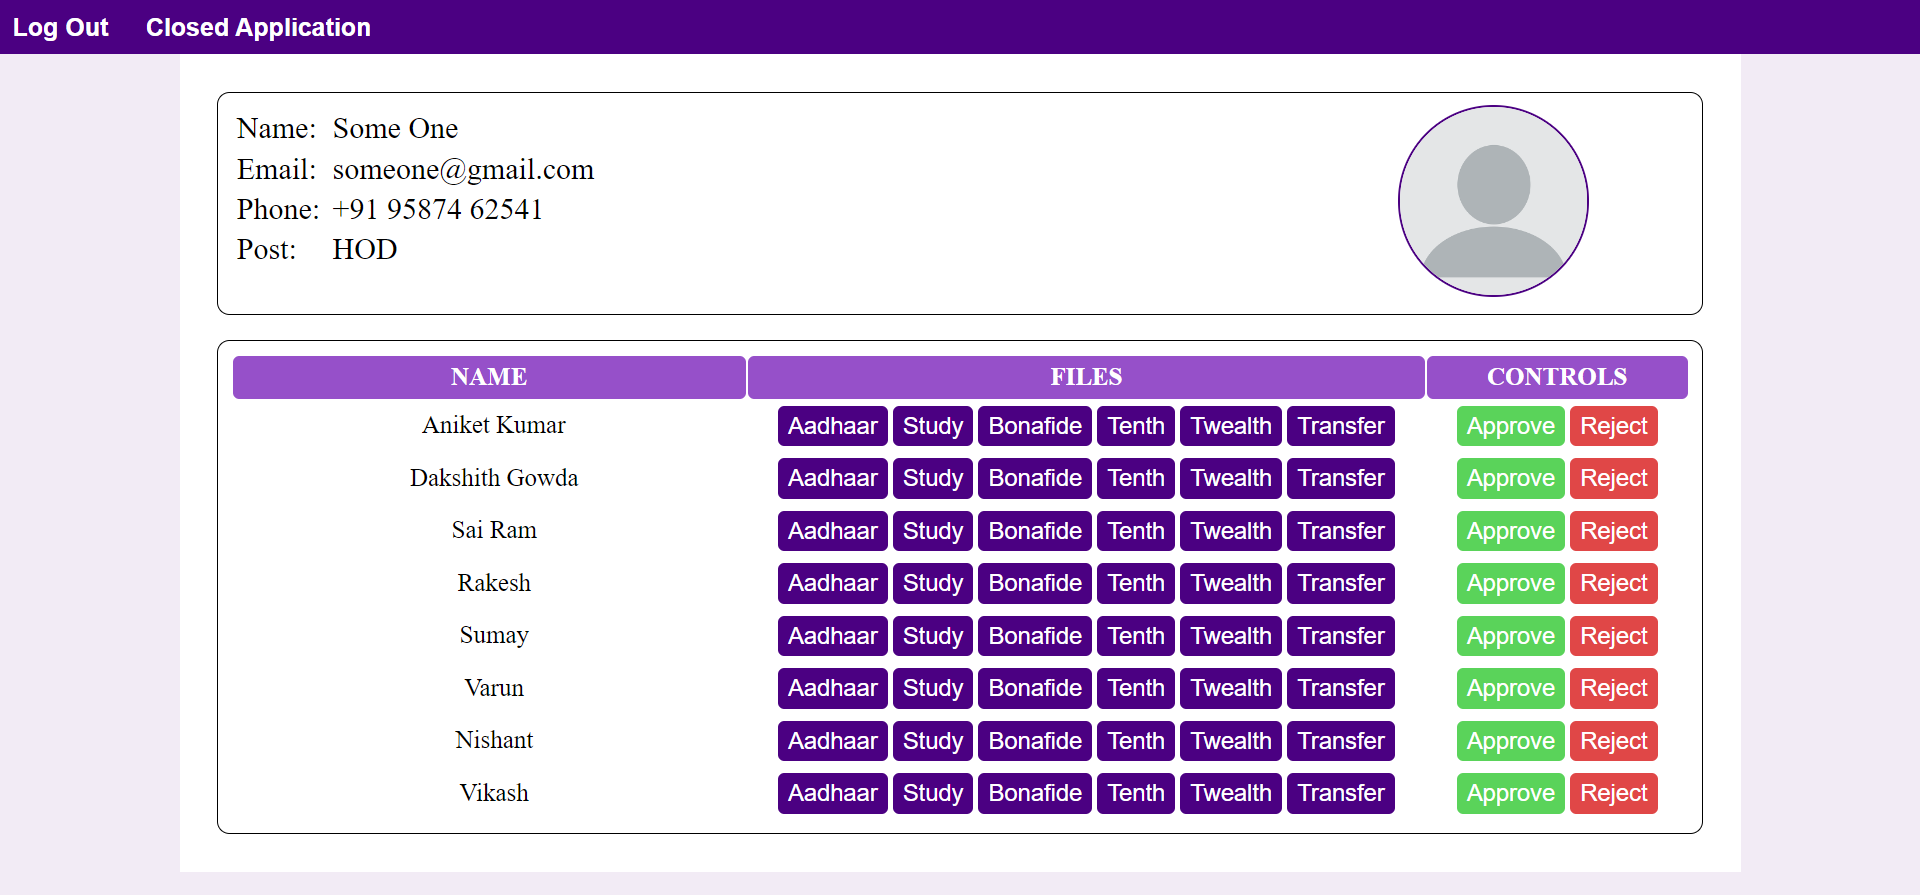 Log Out Closed Application
Name: Some One
Email: someone@gmail.com
Phone: +91 95874 62541
Post: HOD
NAME FILES CONTROLS
Aniket Kumar Aadhaar Study Bonafide Tenth Twealth Transfer Approve Reject
Dakshith Gowda Aadhaar Study Bonafide Tenth Twealth Transfer Approve Reject
Sai Ram Aadhaar Study Bonafide Tenth Twealth Transfer Approve Reject
Rakesh Aadhaar Study Bonafide Tenth Twealth Transfer Approve Reject
Sumay Aadhaar Study Bonafide Tenth Twealth Transfer Approve Reject
Varun Aadhaar Study Bonafide Tenth Twealth Transfer Approve Reject
Nishant Aadhaar Study Bonafide Tenth Twealth Transfer Approve Reject
Vikash Aadhaar Study Bonafide Tenth Twealth Transfer Approve Reject